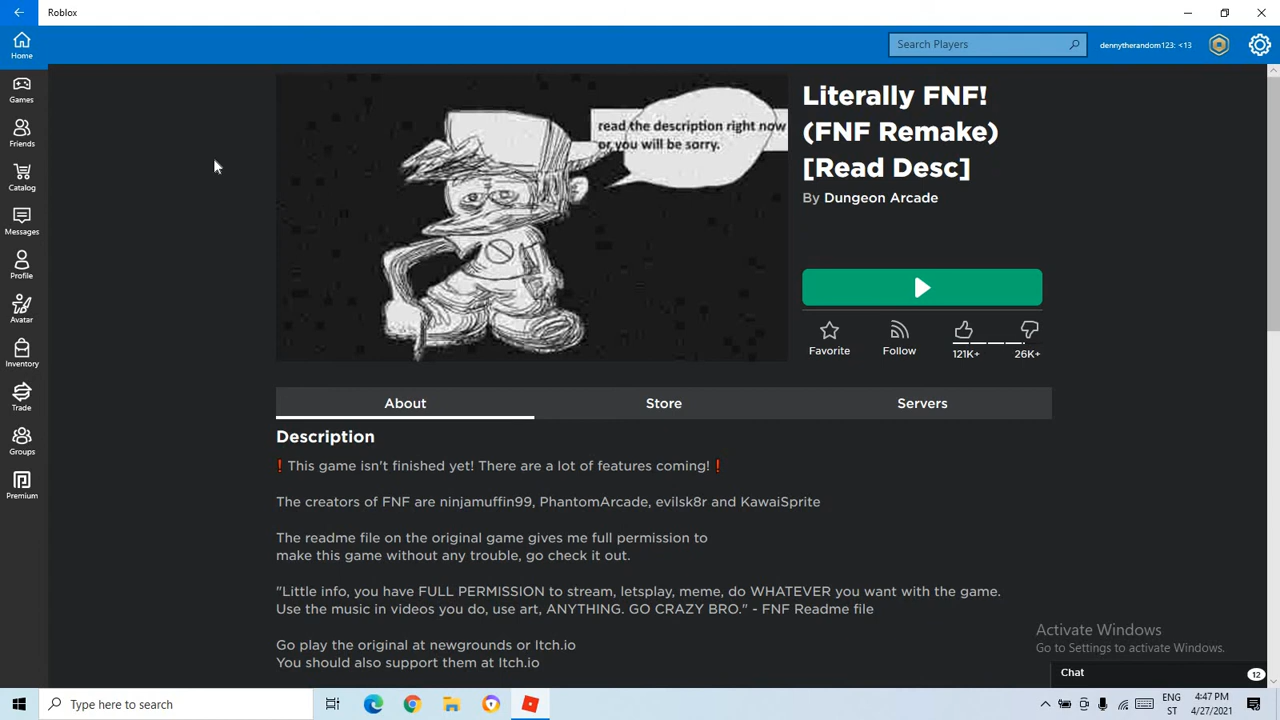 Roblox
Home
Search Players
dennytherandom123: <13
Games
Friends
Catalog
Messages
Profile
Avatar
Inventory
Trade
Groups
Premium
read the description right now
or you will be sorry.
Literally FNF!
(FNF Remake)
[Read Desc]
By Dungeon Arcade
Favorite
Follow
121K+
26K+
About
Store
Servers
Description
❗This game isn't finished yet! There are a lot of features coming!❗
The creators of FNF are ninjamuffin99, PhantomArcade, evilsk8r and KawaiSprite
The readme file on the original game gives me full permission to
make this game without any trouble, go check it out.
"Little info, you have FULL PERMISSION to stream, letsplay, meme, do WHATEVER you want with the game.
Use the music in videos you do, use art, ANYTHING. GO CRAZY BRO." - FNF Readme file
Go play the original at newgrounds or Itch.io
You should also support them at Itch.io
Activate Windows
Go to Settings to activate Windows.
Chat
12
Type here to search
ENG
ST
4:47 PM
4/27/2021